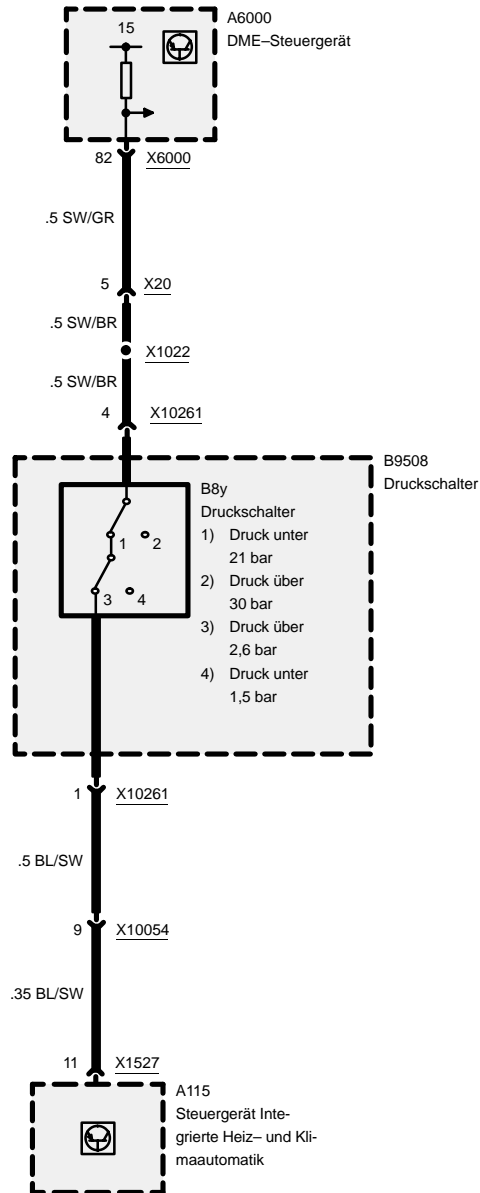 A6000
DME–Steuergerät
15
82 X6000
.5 SW/GR
5 X20
.5 SW/BR
X1022
.5 SW/BR
4 X10261
B9508
Druckschalter
B8y
Druckschalter
1) Druck unter
21 bar
2) Druck über
30 bar
3) Druck über
2,6 bar
4) Druck unter
1,5 bar
1 2
3 4
1 X10261
.5 BL/SW
9 X10054
.35 BL/SW
11 X1527
A115
Steuergerät Inte-
grierte Heiz– und Kli-
maautomatik